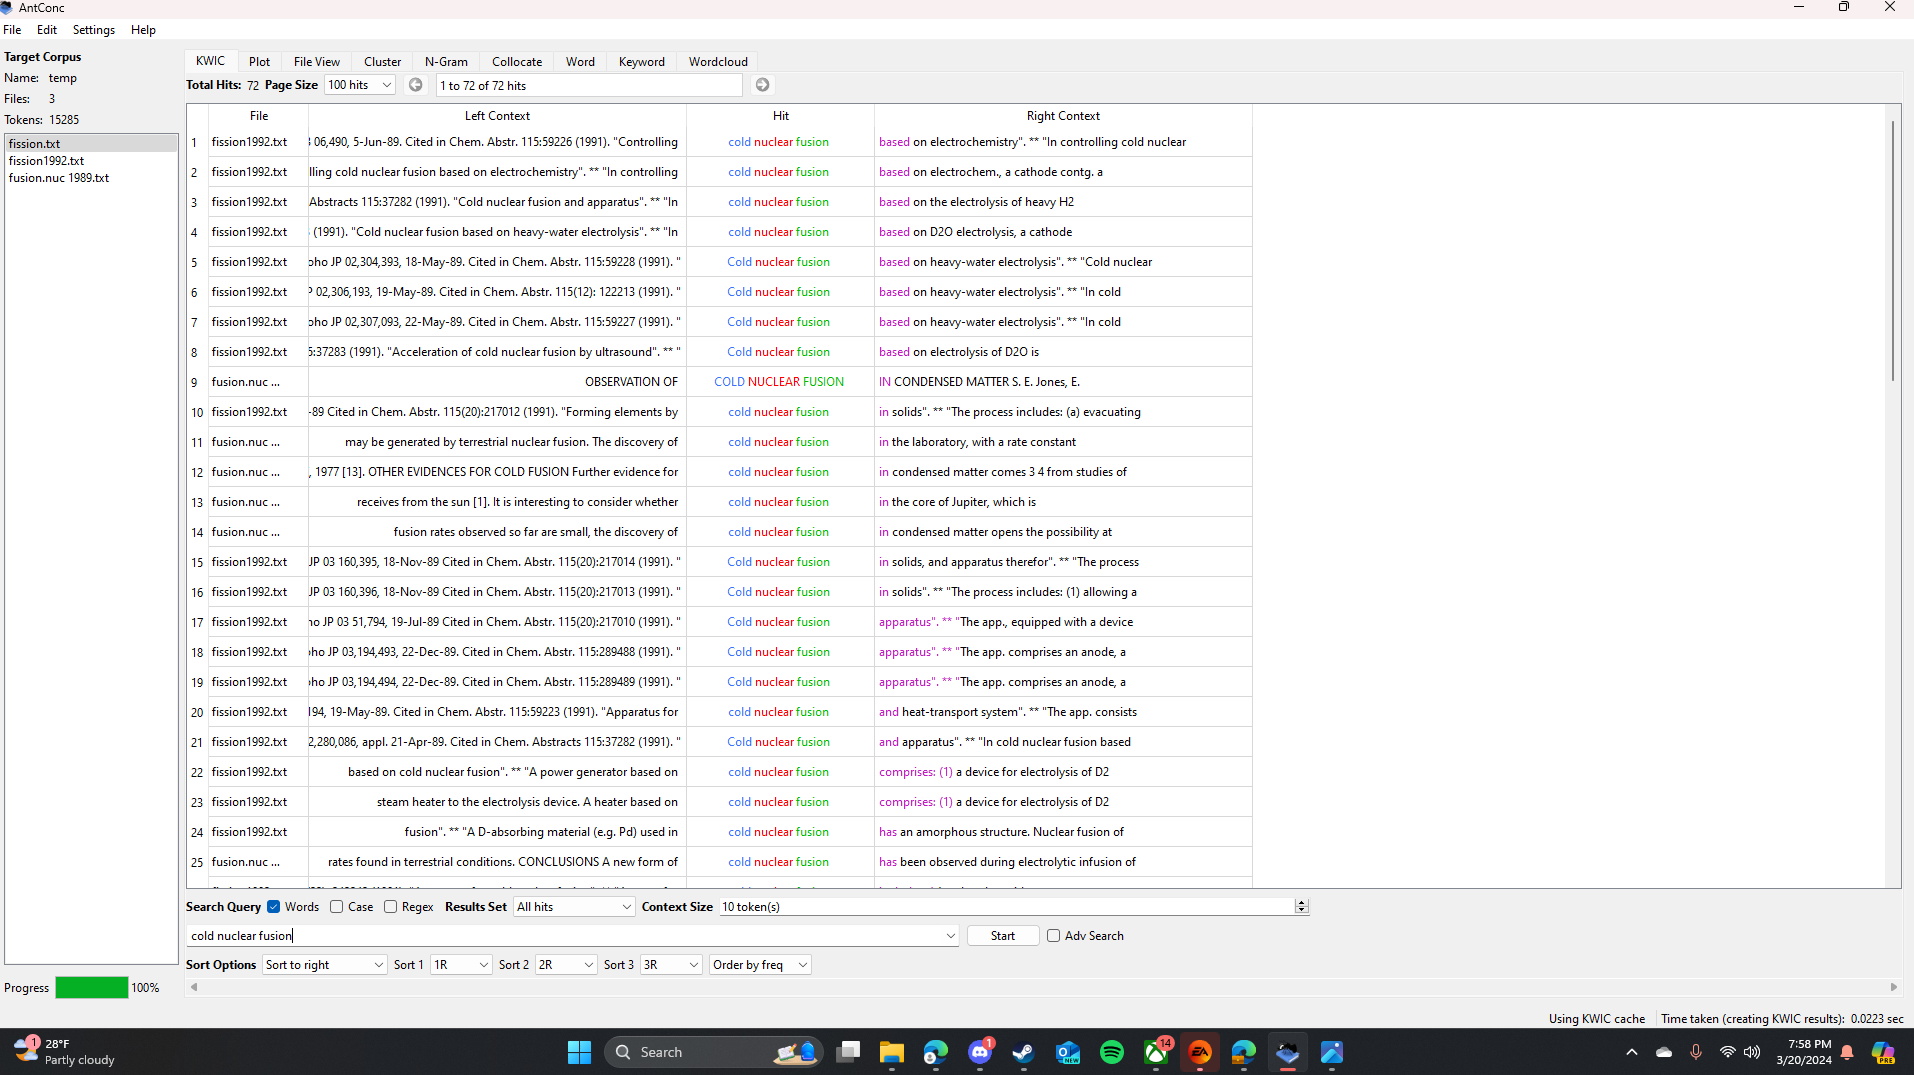 AntConc
File Edit Settings Help
Target Corpus
Name: temp
Files: 3
Tokens: 15285
fission.txt
fission1992.txt
fusion.nuc 1989.txt
Progress 100%
KWIC Plot File View Cluster N-Gram Collocate Word Keyword Wordcloud
Total Hits: 72 Page Size 100 hits 1 to 72 of 72 hits
File Left Context Hit Right Context
1 fission1992.txt 06,490, 5-Jun-89. Cited in Chem. Abstr. 115:59226 (1991). "Controlling cold nuclear fusion based on electrochemistry". ** "In controlling cold nuclear
2 fission1992.txt lling cold nuclear fusion based on electrochemistry". ** "In controlling cold nuclear fusion based on electrochem., a cathode contg. a
3 fission1992.txt Abstracts 115:37282 (1991). "Cold nuclear fusion and apparatus". ** "In cold nuclear fusion based on the electrolysis of heavy H2
4 fission1992.txt (1991). "Cold nuclear fusion based on heavy-water electrolysis". ** "In cold nuclear fusion based on D2O electrolysis, a cathode
5 fission1992.txt oho JP 02,304,393, 18-May-89. Cited in Chem. Abstr. 115:59228 (1991). " Cold nuclear fusion based on heavy-water electrolysis". ** "Cold nuclear
6 fission1992.txt P 02,306,193, 19-May-89. Cited in Chem. Abstr. 115(12): 122213 (1991). " Cold nuclear fusion based on heavy-water electrolysis". ** "In cold
7 fission1992.txt oho JP 02,307,093, 22-May-89. Cited in Chem. Abstr. 115:59227 (1991). " Cold nuclear fusion based on heavy-water electrolysis". ** "In cold
8 fission1992.txt 5:37283 (1991). "Acceleration of cold nuclear fusion by ultrasound". ** " Cold nuclear fusion based on electrolysis of D2O is
9 fusion.nuc ... OBSERVATION OF COLD NUCLEAR FUSION IN CONDENSED MATTER S. E. Jones, E.
10 fission1992.txt -89 Cited in Chem. Abstr. 115(20):217012 (1991). "Forming elements by cold nuclear fusion in solids". ** "The process includes: (a) evacuating
11 fusion.nuc ... may be generated by terrestrial nuclear fusion. The discovery of cold nuclear fusion in the laboratory, with a rate constant
12 fusion.nuc ... , 1977 [13]. OTHER EVIDENCES FOR COLD FUSION Further evidence for cold nuclear fusion in condensed matter comes 3 4 from studies of
13 fusion.nuc ... receives from the sun [1]. It is interesting to consider whether cold nuclear fusion in the core of Jupiter, which is
14 fusion.nuc ... fusion rates observed so far are small, the discovery of cold nuclear fusion in condensed matter opens the possibility at
15 fission1992.txt JP 03 160,395, 18-Nov-89 Cited in Chem. Abstr. 115(20):217014 (1991). " Cold nuclear fusion in solids, and apparatus therefor". ** "The process
16 fission1992.txt JP 03 160,396, 18-Nov-89 Cited in Chem. Abstr. 115(20):217013 (1991). " Cold nuclear fusion in solids". ** "The process includes: (1) allowing a
17 fission1992.txt ho JP 03 51,794, 19-Jul-89 Cited in Chem. Abstr. 115(20):217010 (1991). " Cold nuclear fusion apparatus". ** "The app., equipped with a device
18 fission1992.txt oho JP 03,194,493, 22-Dec-89. Cited in Chem. Abstr. 115:289488 (1991). " Cold nuclear fusion apparatus". ** "The app. comprises an anode, a
19 fission1992.txt oho JP 03,194,494, 22-Dec-89. Cited in Chem. Abstr. 115:289489 (1991). " Cold nuclear fusion apparatus". ** "The app. comprises an anode, a
20 fission1992.txt 194, 19-May-89. Cited in Chem. Abstr. 115:59223 (1991). "Apparatus for cold nuclear fusion and heat-transport system". ** "The app. consists
21 fission1992.txt 2,280,086, appl. 21-Apr-89. Cited in Chem. Abstracts 115:37282 (1991). " Cold nuclear fusion and apparatus". ** "In cold nuclear fusion based
22 fission1992.txt based on cold nuclear fusion". ** "A power generator based on cold nuclear fusion comprises: (1) a device for electrolysis of D2
23 fission1992.txt steam heater to the electrolysis device. A heater based on cold nuclear fusion comprises: (1) a device for electrolysis of D2
24 fission1992.txt fusion". ** "A D-absorbing material (e.g. Pd) used in cold nuclear fusion has an amorphous structure. Nuclear fusion of
25 fusion.nuc ... rates found in terrestrial conditions. CONCLUSIONS A new form of cold nuclear fusion has been observed during electrolytic infusion of
Search Query Words Case Regex Results Set All hits Context Size 10 token(s)
cold nuclear fusion Start Adv Search
Sort Options Sort to right Sort 1 1R Sort 2 2R Sort 3 3R Order by freq
Using KWIC cache Time taken (creating KWIC results): 0.0223 sec
1 28°F
Partly cloudy
Search
1
NEW
14
EA
7:58 PM
3/20/2024
PRE